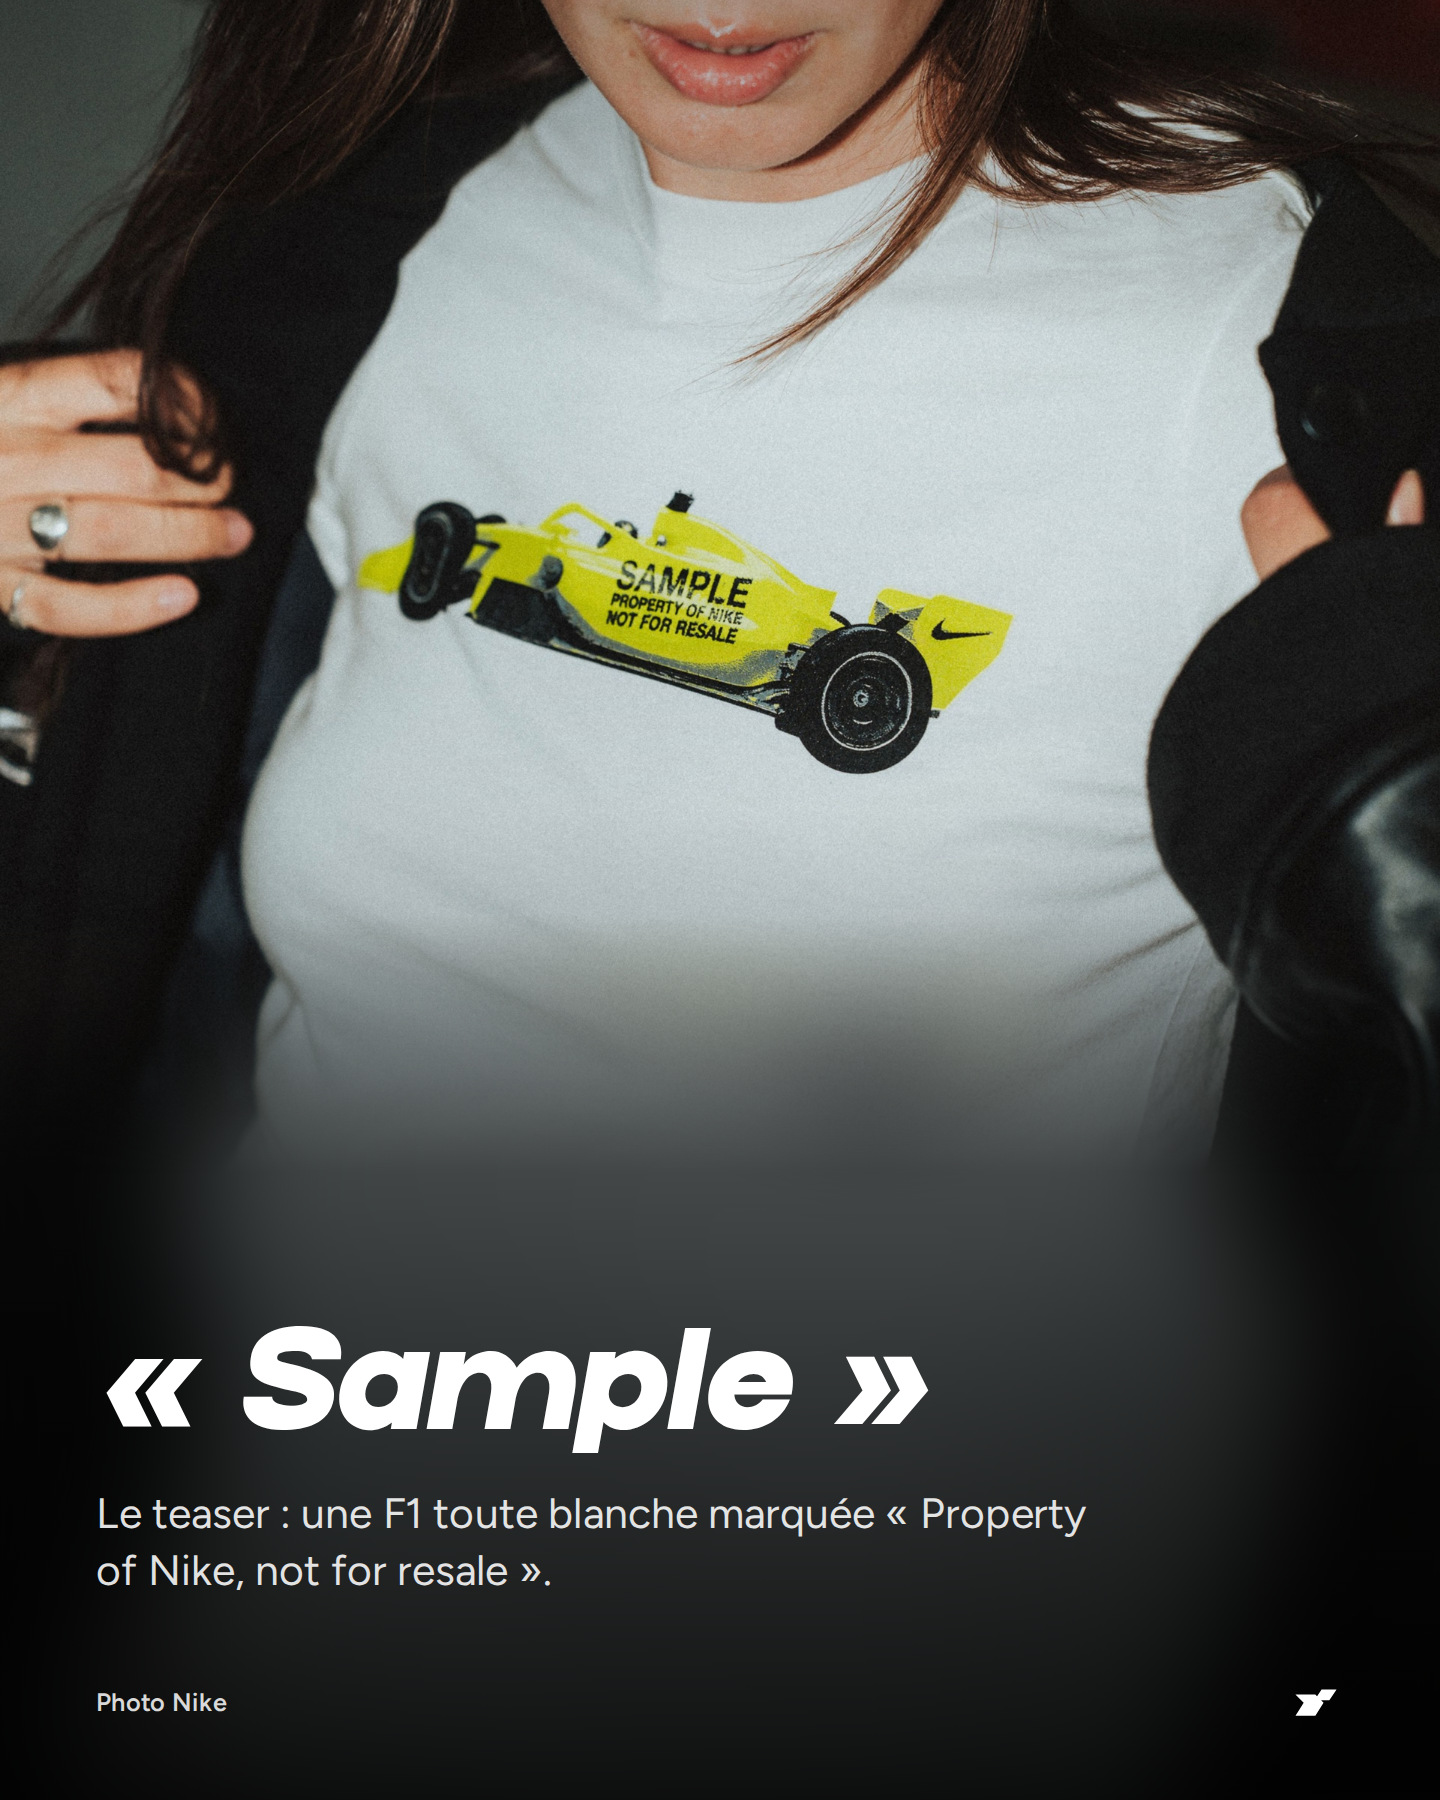 SAMPLE
PROPERTY OF NIKE
NOT FOR RESALE
« Sample »
Le teaser : une F1 toute blanche marquée « Property
of Nike, not for resale ».
Photo Nike